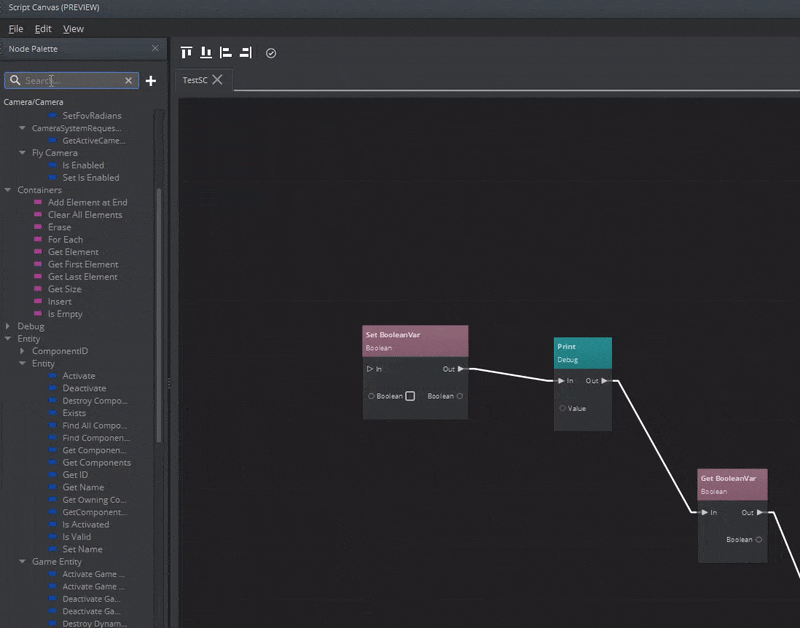 Script Canvas (PREVIEW)
File Edit View
Node Palette
Search...
TestSC
Camera/Camera
SetFovRadians
CameraSystemReques...
GetActiveCame...
Fly Camera
Is Enabled
Set Is Enabled
Containers
Add Element at End
Clear All Elements
Erase
For Each
Get Element
Get First Element
Get Last Element
Get Size
Insert
Is Empty
Debug
Entity
ComponentID
Entity
Activate
Deactivate
Destroy Compo...
Exists
Find All Compo...
Find Componen...
Get Componen...
Get Components
Get ID
Get Name
Get Owning Co...
GetComponent...
Is Activated
Is Valid
Set Name
Game Entity
Activate Game ...
Activate Game ...
Deactivate Ga...
Deactivate Ga...
Destroy Dynam...
Set BooleanVar
Boolean
In Out
Boolean Boolean
Print
Debug
In Out
Value
Get BooleanVar
Boolean
In Out
Boolean